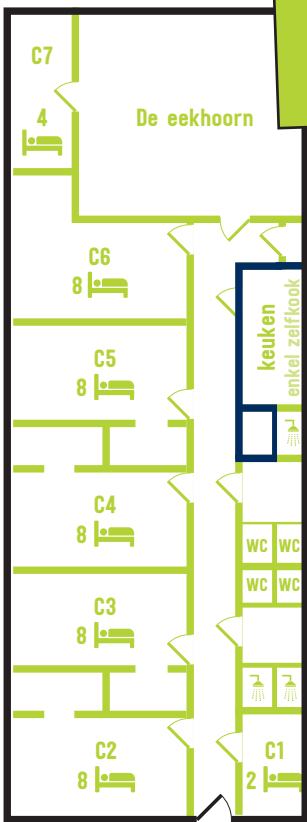 C7
4
De eekhoorn
C6
8
keuken
enkel zelfkook
C5
8
C4
8
WC WC
WC WC
C3
8
C2
8
C1
2